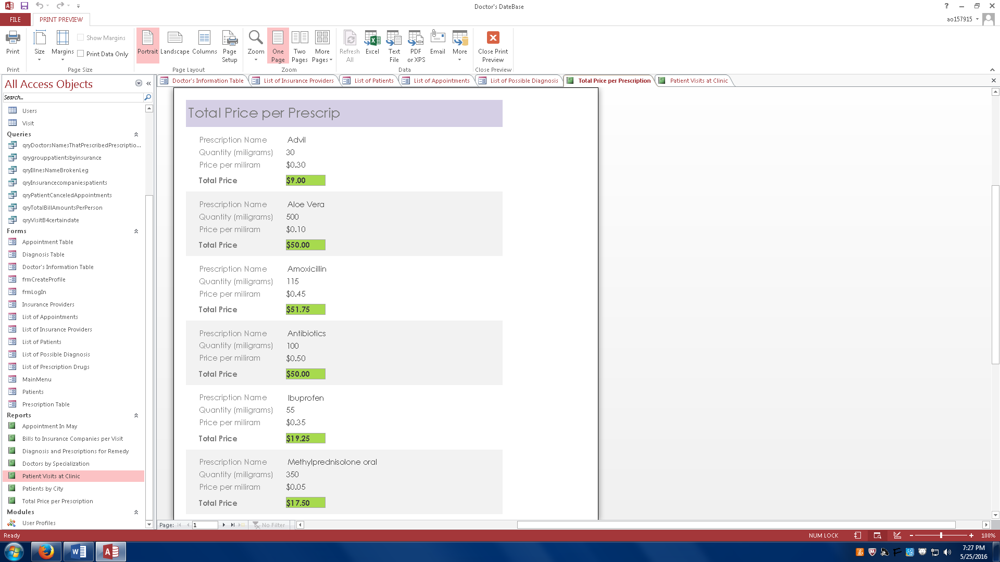 Doctor's DateBase
?
FILE
PRINT PREVIEW
ao157915
Print
Size
Margins
Show Margins
Print Data Only
Portrait
Landscape
Columns
Page Setup
Zoom
One Page
Two Pages
More Pages
Refresh All
Excel
Text File
PDF or XPS
Email
More
Close Print Preview
Print
Page Size
Page Layout
Zoom
Data
Close Preview
All Access Objects
Search...
Users
Visit
Queries
qryDoctorsNamesThatPrescribedPrescriptio...
qrygrouppatientsbyinsurance
qryIllnesNameBrokenLeg
qryInsurancecompaniespatients
qryPatientCanceledAppointments
qryTotalBillAmountsPerPerson
qryVisitB4certaindate
Forms
Appointment Table
Diagnosis Table
Doctor's Information Table
frmCreateProfile
frmLogIn
Insurance Providers
List of Appointments
List of Insurance Providers
List of Patients
List of Possible Diagnosis
List of Prescription Drugs
MainMenu
Patients
Prescription Table
Reports
Appointment In May
Bills to Insurance Companies per Visit
Diagnosis and Prescriptions for Remedy
Doctors by Specialization
Patient Visits at Clinic
Patients by City
Total Price per Prescription
Modules
User Profiles
Doctor's Information Table
List of Insurance Providers
List of Patients
List of Appointments
List of Possible Diagnosis
Total Price per Prescription
Patient Visits at Clinic
Total Price per Prescrip
Prescription Name Advil
Quantity (miligrams) 30
Price per miliram $0.30
Total Price $9.00
Prescription Name Aloe Vera
Quantity (miligrams) 500
Price per miliram $0.10
Total Price $50.00
Prescription Name Amoxicillin
Quantity (miligrams) 115
Price per miliram $0.45
Total Price $51.75
Prescription Name Antibiotics
Quantity (miligrams) 100
Price per miliram $0.50
Total Price $50.00
Prescription Name Ibuprofen
Quantity (miligrams) 55
Price per miliram $0.35
Total Price $19.25
Prescription Name Methylprednisolone oral
Quantity (miligrams) 350
Price per miliram $0.05
Total Price $17.50
Page: 1
No Filter
Ready
NUM LOCK
100%
7:27 PM
5/25/2016